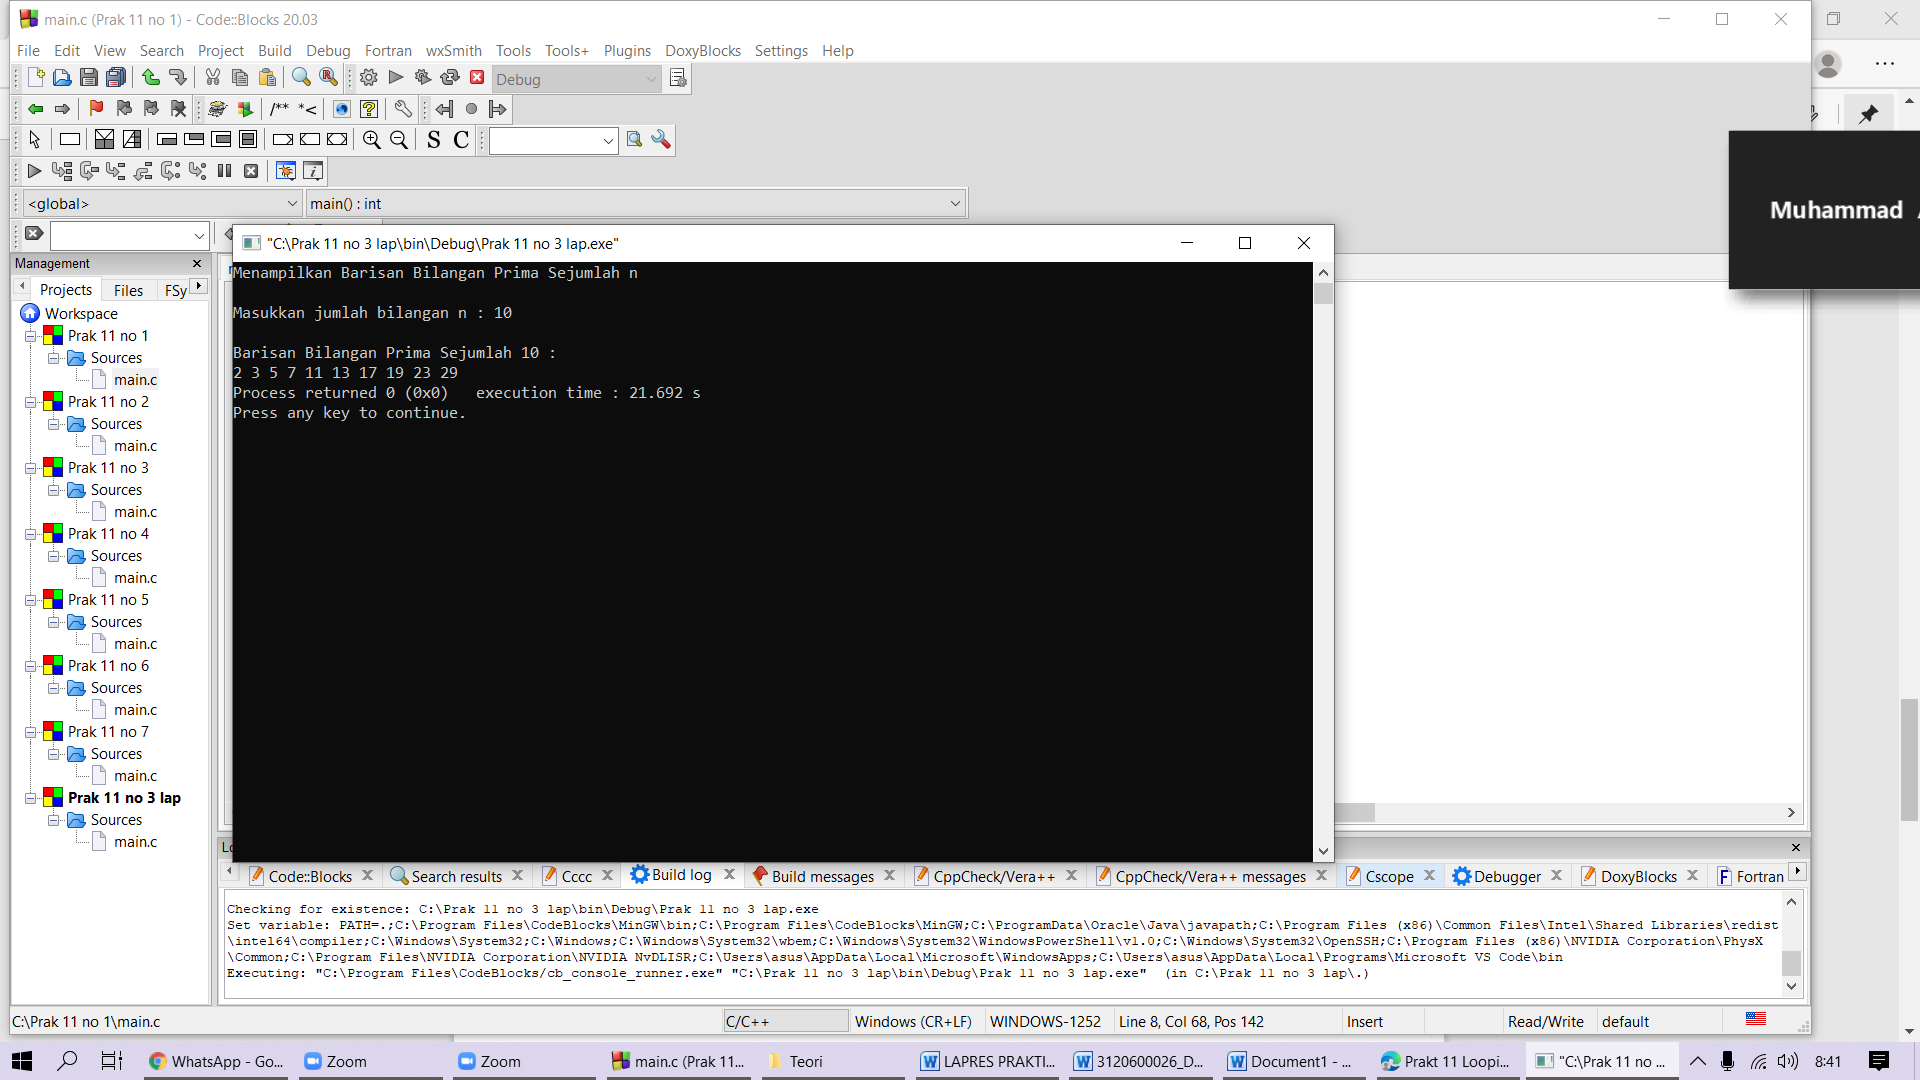 main.c (Prak 11 no 1) - Code::Blocks 20.03
File Edit View Search Project Build Debug Fortran wxSmith Tools Tools+ Plugins DoxyBlocks Settings Help
Debug
/** *<
S C
<global> main() : int
Muhammad
"C:\Prak 11 no 3 lap\bin\Debug\Prak 11 no 3 lap.exe"
Menampilkan Barisan Bilangan Prima Sejumlah n
Masukkan jumlah bilangan n : 10
Barisan Bilangan Prima Sejumlah 10 :
2 3 5 7 11 13 17 19 23 29
Process returned 0 (0x0) execution time : 21.692 s
Press any key to continue.
Management
Projects Files FSy
Workspace
Prak 11 no 1
Sources
main.c
Prak 11 no 2
Sources
main.c
Prak 11 no 3
Sources
main.c
Prak 11 no 4
Sources
main.c
Prak 11 no 5
Sources
main.c
Prak 11 no 6
Sources
main.c
Prak 11 no 7
Sources
main.c
Prak 11 no 3 lap
Sources
main.c
Code::Blocks Search results Cccc Build log Build messages CppCheck/Vera++ CppCheck/Vera++ messages Cscope Debugger DoxyBlocks Fortran
Checking for existence: C:\Prak 11 no 3 lap\bin\Debug\Prak 11 no 3 lap.exe
Set variable: PATH=.;C:\Program Files\CodeBlocks\MinGW\bin;C:\Program Files\CodeBlocks\MinGW;C:\ProgramData\Oracle\Java\javapath;C:\Program Files (x86)\Common Files\Intel\Shared Libraries\redist
\intel64\compiler;C:\Windows\System32;C:\Windows;C:\Windows\System32\wbem;C:\Windows\System32\WindowsPowerShell\v1.0;C:\Windows\System32\OpenSSH;C:\Program Files (x86)\NVIDIA Corporation\PhysX
\Common;C:\Program Files\NVIDIA Corporation\NVIDIA NvDLISR;C:\Users\asus\AppData\Local\Microsoft\WindowsApps;C:\Users\asus\AppData\Local\Programs\Microsoft VS Code\bin
Executing: "C:\Program Files\CodeBlocks/cb_console_runner.exe" "C:\Prak 11 no 3 lap\bin\Debug\Prak 11 no 3 lap.exe" (in C:\Prak 11 no 3 lap\.)
C:\Prak 11 no 1\main.c C/C++ Windows (CR+LF) WINDOWS-1252 Line 8, Col 68, Pos 142 Insert Read/Write default
WhatsApp - Go... Zoom Zoom main.c (Prak 11... Teori LAPRES PRAKTI... 3120600026_D... Document1 - ... Prakt 11 Loopi... "C:\Prak 11 no ... 8:41